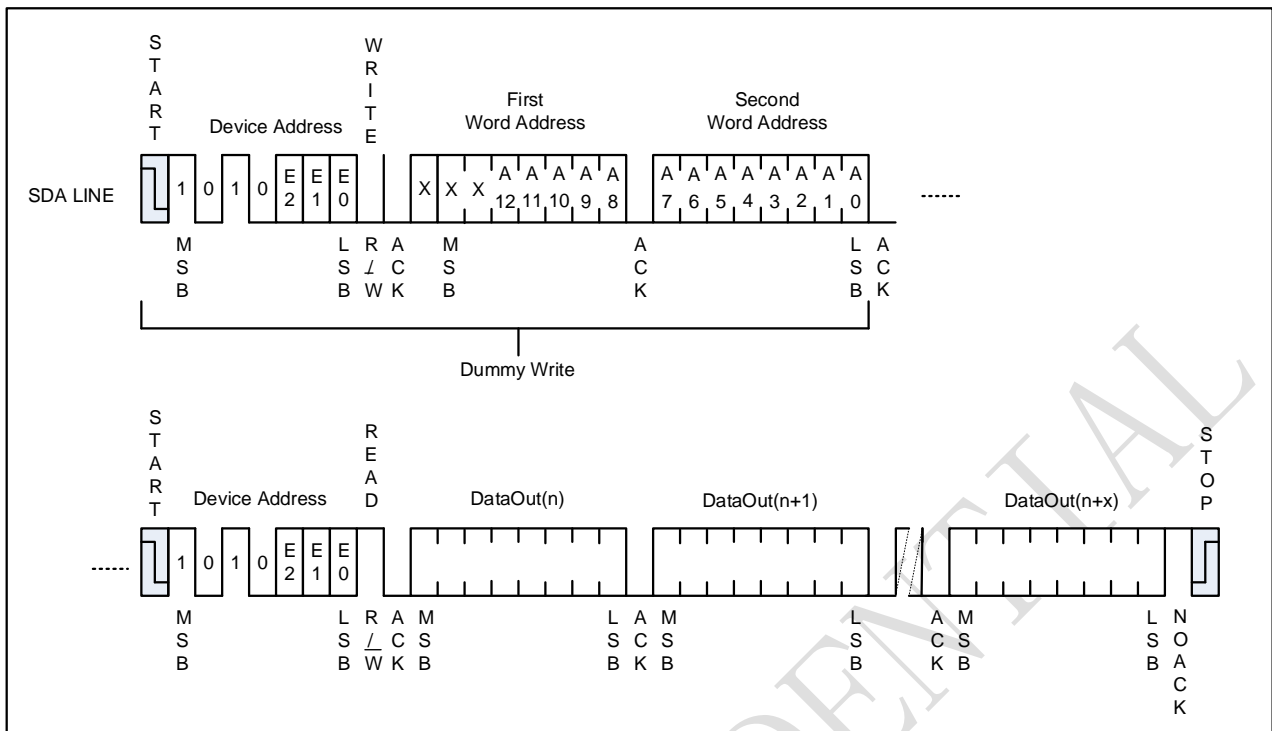 START
WRITE
Device Address
First
Word Address
Second
Word Address
SDA LINE
1 0 1 0 E2 E1 E0 X X X A12 A11 A10 A9 A8 A7 A6 A5 A4 A3 A2 A1 A0 ......
MSB LSB R/W ACK MSB ACK LSB ACK
Dummy Write
START
READ
STOP
Device Address DataOut(n) DataOut(n+1) DataOut(n+x)
...... 1 0 1 0 E2 E1 E0
MSB LSB R/W ACK MSB LSB ACK MSB LSB ACK MSB LSB NOACK